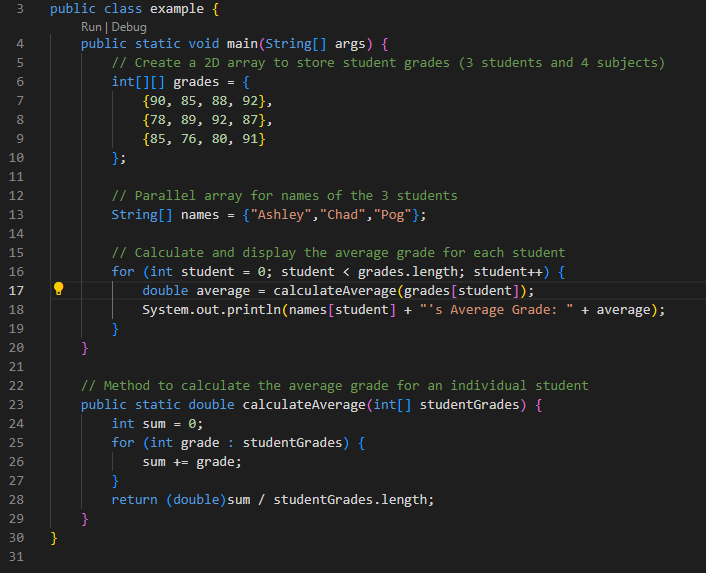 3 public class example {
Run | Debug
4 public static void main(String[] args) {
5 // Create a 2D array to store student grades (3 students and 4 subjects)
6 int[][] grades = {
7 {90, 85, 88, 92},
8 {78, 89, 92, 87},
9 {85, 76, 80, 91}
10 };
11
12 // Parallel array for names of the 3 students
13 String[] names = {"Ashley","Chad","Pog"};
14
15 // Calculate and display the average grade for each student
16 for (int student = 0; student < grades.length; student++) {
17 double average = calculateAverage(grades[student]);
18 System.out.println(names[student] + "'s Average Grade: " + average);
19 }
20 }
21
22 // Method to calculate the average grade for an individual student
23 public static double calculateAverage(int[] studentGrades) {
24 int sum = 0;
25 for (int grade : studentGrades) {
26 sum += grade;
27 }
28 return (double)sum / studentGrades.length;
29 }
30 }
31